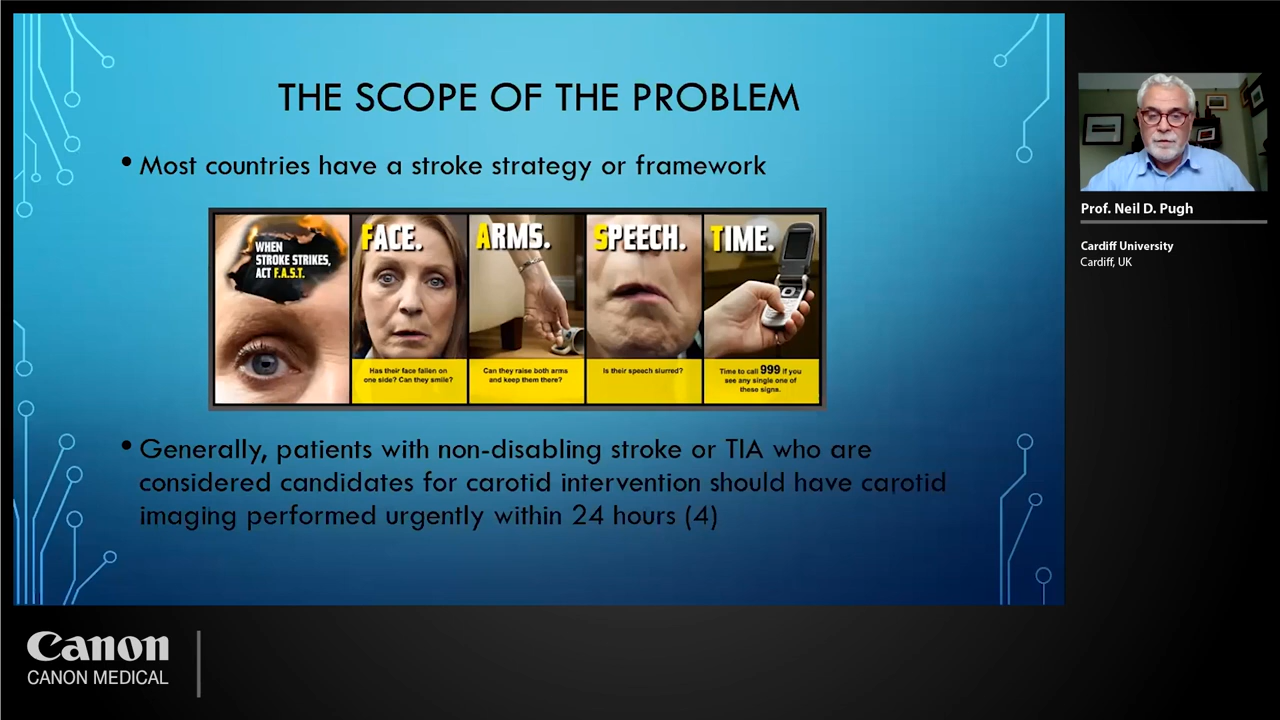 THE SCOPE OF THE PROBLEM
• Most countries have a stroke strategy or framework
WHEN
STROKE STRIKES,
ACT F.A.S.T.
FACE.
Has their face fallen on
one side? Can they smile?
ARMS.
Can they raise both arms
and keep them there?
SPEECH.
Is their speech slurred?
TIME.
Time to call 999 if you
see any single one of
these signs.
• Generally, patients with non-disabling stroke or TIA who are
considered candidates for carotid intervention should have carotid
imaging performed urgently within 24 hours (4)
Prof. Neil D. Pugh
Cardiff University
Cardiff, UK
Canon
CANON MEDICAL